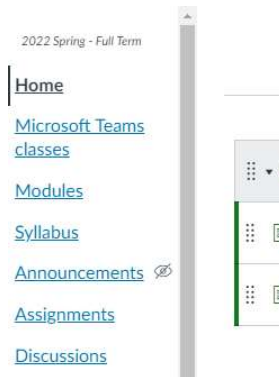 2022 Spring - Full Term
Home
Microsoft Teams
classes
Modules
Syllabus
Announcements
Assignments
Discussions